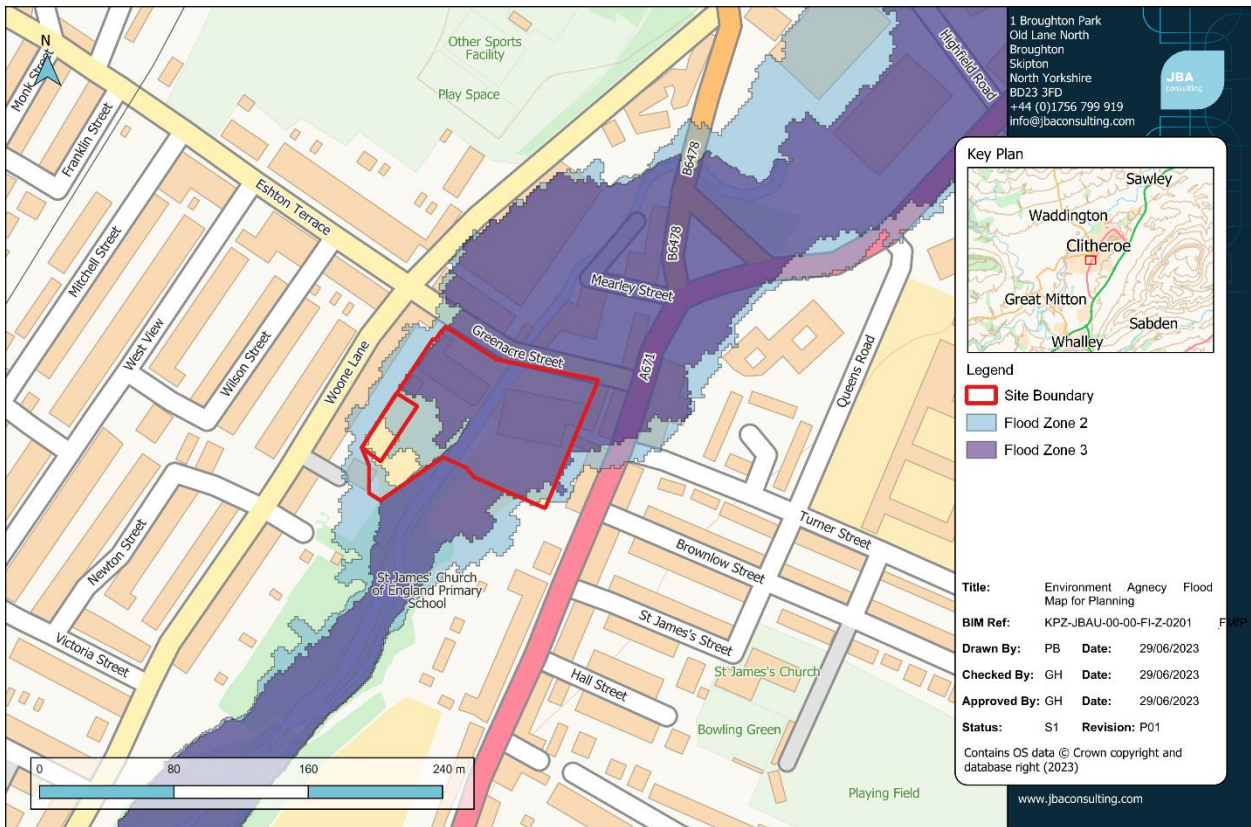 N
Monk Street
Franklin Street
Eshton Terrace
Mitchell Street
West View
Wilson Street
Woone Lane
Newton Street
Victoria Street
Other Sports
Facility
Play Space
B6478
B6478
Highfield Road
Mearley Street
Greenacre Street
A671
Queens Road
Turner Street
Brownlow Street
St James's Street
Hall Street
St James' Church
of England Primary
School
St James's Church
Bowling Green
Playing Field
0 80 160 240 m
1 Broughton Park
Old Lane North
Broughton
Skipton
North Yorkshire
BD23 3FD
+44 (0)1756 799 919
info@jbaconsulting.com
JBA
consulting
Key Plan
Sawley
Waddington
Clitheroe
Great Mitton
Sabden
Whalley
Legend
Site Boundary
Flood Zone 2
Flood Zone 3
Title: Environment Agnecy Flood
Map for Planning
BIM Ref: KPZ-JBAU-00-00-FI-Z-0201 FMfP
Drawn By: PB Date: 29/06/2023
Checked By: GH Date: 29/06/2023
Approved By: GH Date: 29/06/2023
Status: S1 Revision: P01
Contains OS data © Crown copyright and
database right (2023)
www.jbaconsulting.com